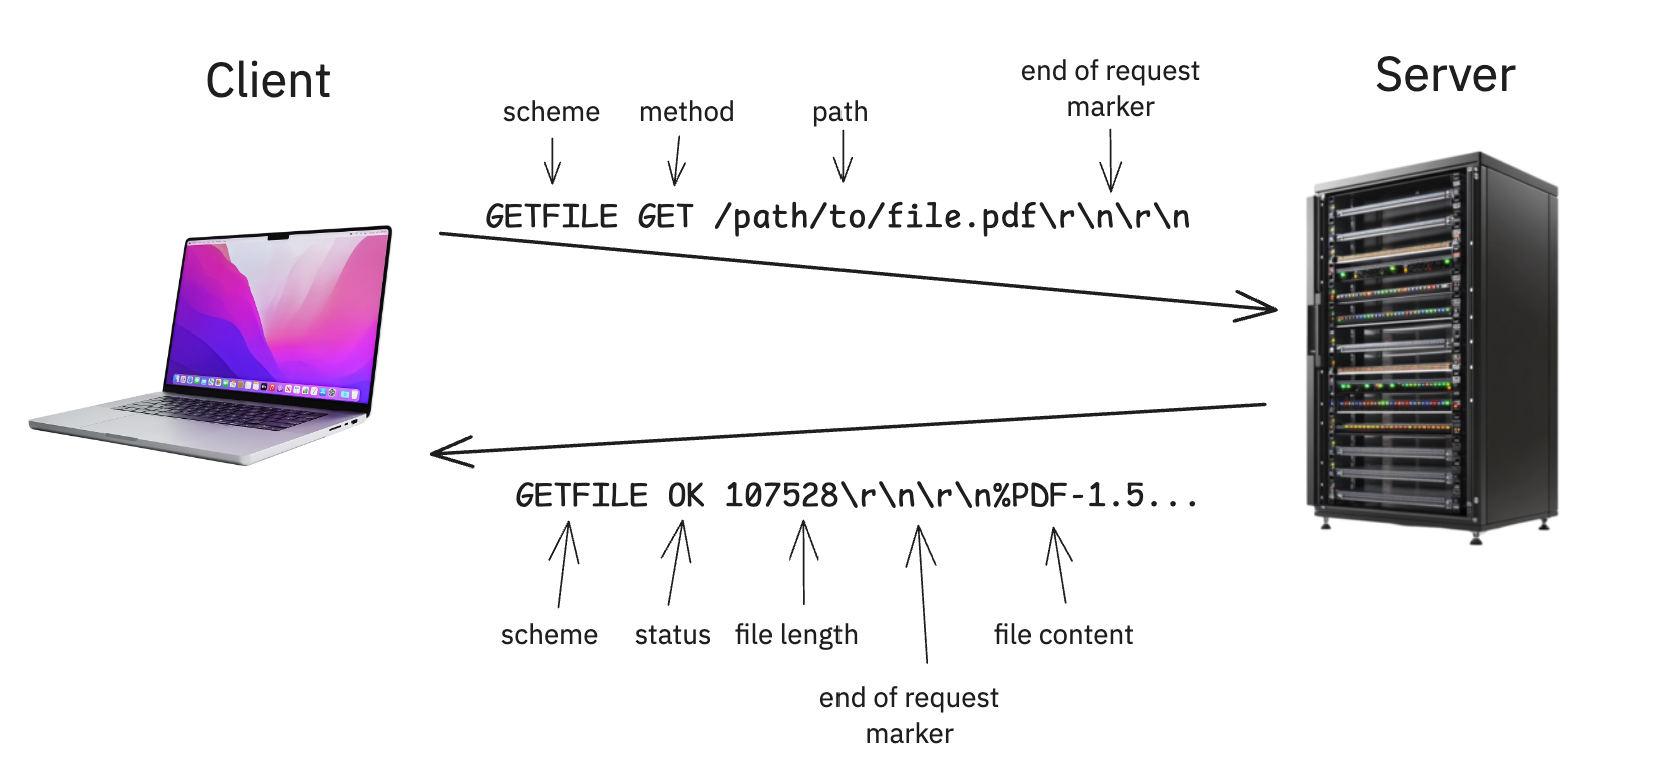 Client
Server
end of request
marker
scheme
method
path
GETFILE GET /path/to/file.pdf\r\n\r\n
GETFILE OK 107528\r\n\r\n%PDF-1.5...
scheme
status
file length
file content
end of request
marker